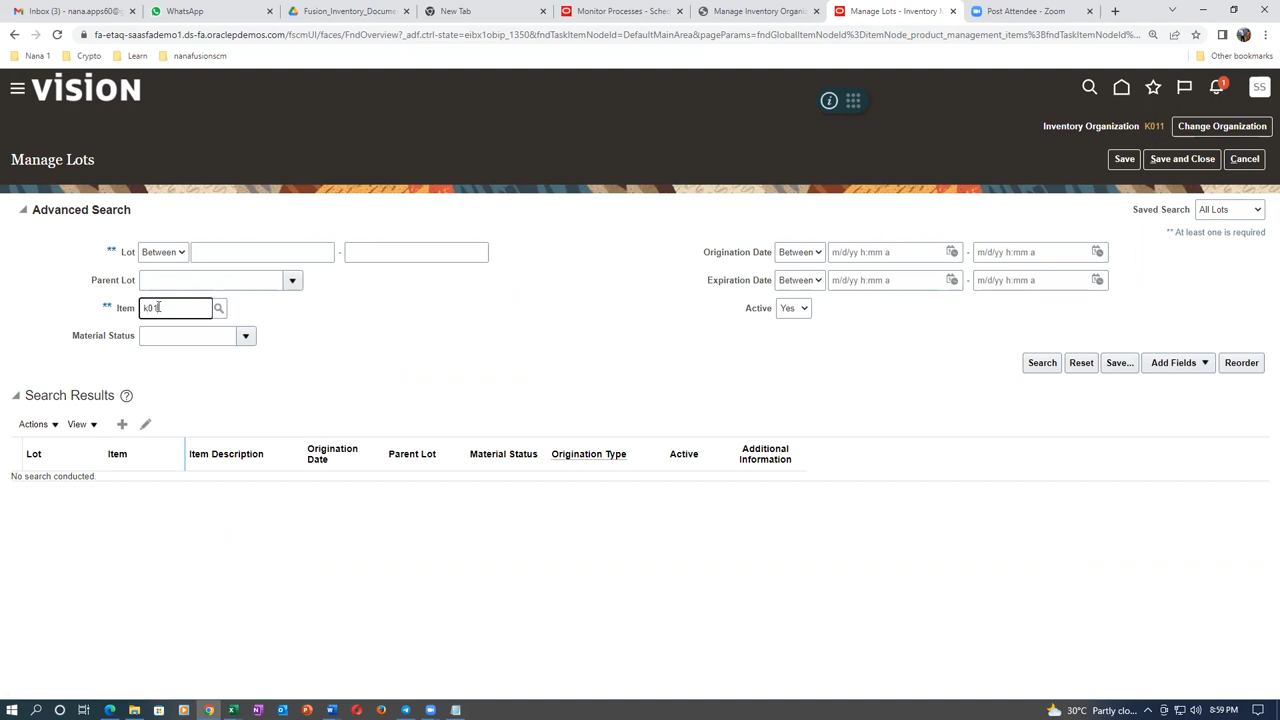 Inbox (53) - nana.apps60@g
WhatsApp
Fusion_Inventory_Docume
New Tab
Monitor Processes - Sche
Manage Inventory Organiz
Manage Lots - Inventory M
Post Attendee - Zoom
fa-etaq-saasfademo1.ds-fa.oraclepdemos.com/fscmUI/faces/FndOverview?_adf.ctrl-state=eibx1obip_1350&fndTaskItemNodeId=DefaultMainArea&pageParams=fndGlobalItemNodeId%3DitemNode_product_management_items%3BfndTaskItemNodeId%...
Nana 1
Crypto
Learn
nanafusionscm
Other bookmarks
VISION
1
SS
Inventory Organization K011 Change Organization
Manage Lots
Save Save and Close Cancel
Advanced Search
Saved Search All Lots
** At least one is required
** Lot Between -
Origination Date Between m/d/yy h:mm a - m/d/yy h:mm a
Parent Lot
Expiration Date Between m/d/yy h:mm a - m/d/yy h:mm a
** Item k01
Active Yes
Material Status
Search Reset Save... Add Fields Reorder
Search Results
Actions View
Lot Item Item Description Origination Date Parent Lot Material Status Origination Type Active Additional Information
No search conducted.
30°C Partly clo... 8:59 PM